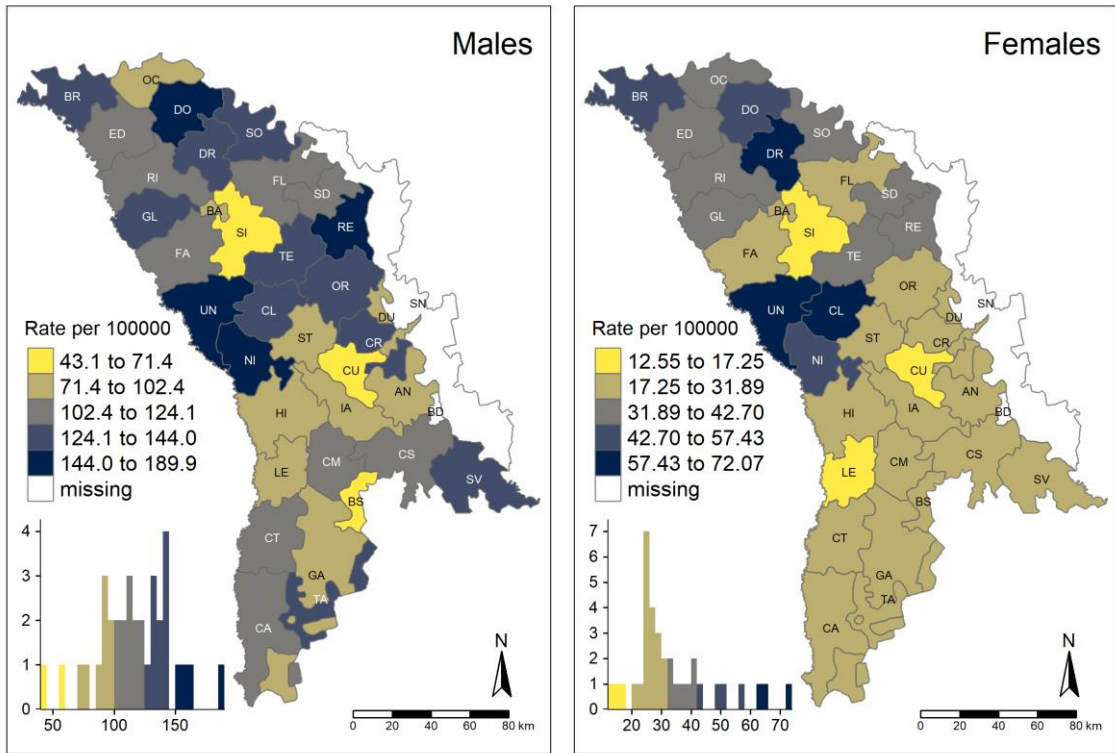 Males
OC
BR
DO
ED
SO
DR
RI
FL
SD
GL
BA
SI
RE
FA
TE
OR
UN
CL
SN
DU
ST
CR
NI
CU
AN
HI
IA
BD
LE
CM
CS
SV
BS
CT
GA
TA
CA
Rate per 100000
43.1 to 71.4
71.4 to 102.4
102.4 to 124.1
124.1 to 144.0
144.0 to 189.9
missing
4
3
2
1
0
50 100 150
N
0 20 40 60 80 km
Females
OC
BR
DO
ED
SO
DR
RI
FL
SD
GL
BA
SI
RE
FA
TE
OR
UN
CL
SN
DU
ST
CR
NI
CU
AN
HI
IA
BD
LE
CM
CS
SV
BS
CT
GA
TA
CA
Rate per 100000
12.55 to 17.25
17.25 to 31.89
31.89 to 42.70
42.70 to 57.43
57.43 to 72.07
missing
7
6
5
4
3
2
1
0
20 30 40 50 60 70
N
0 20 40 60 80 km